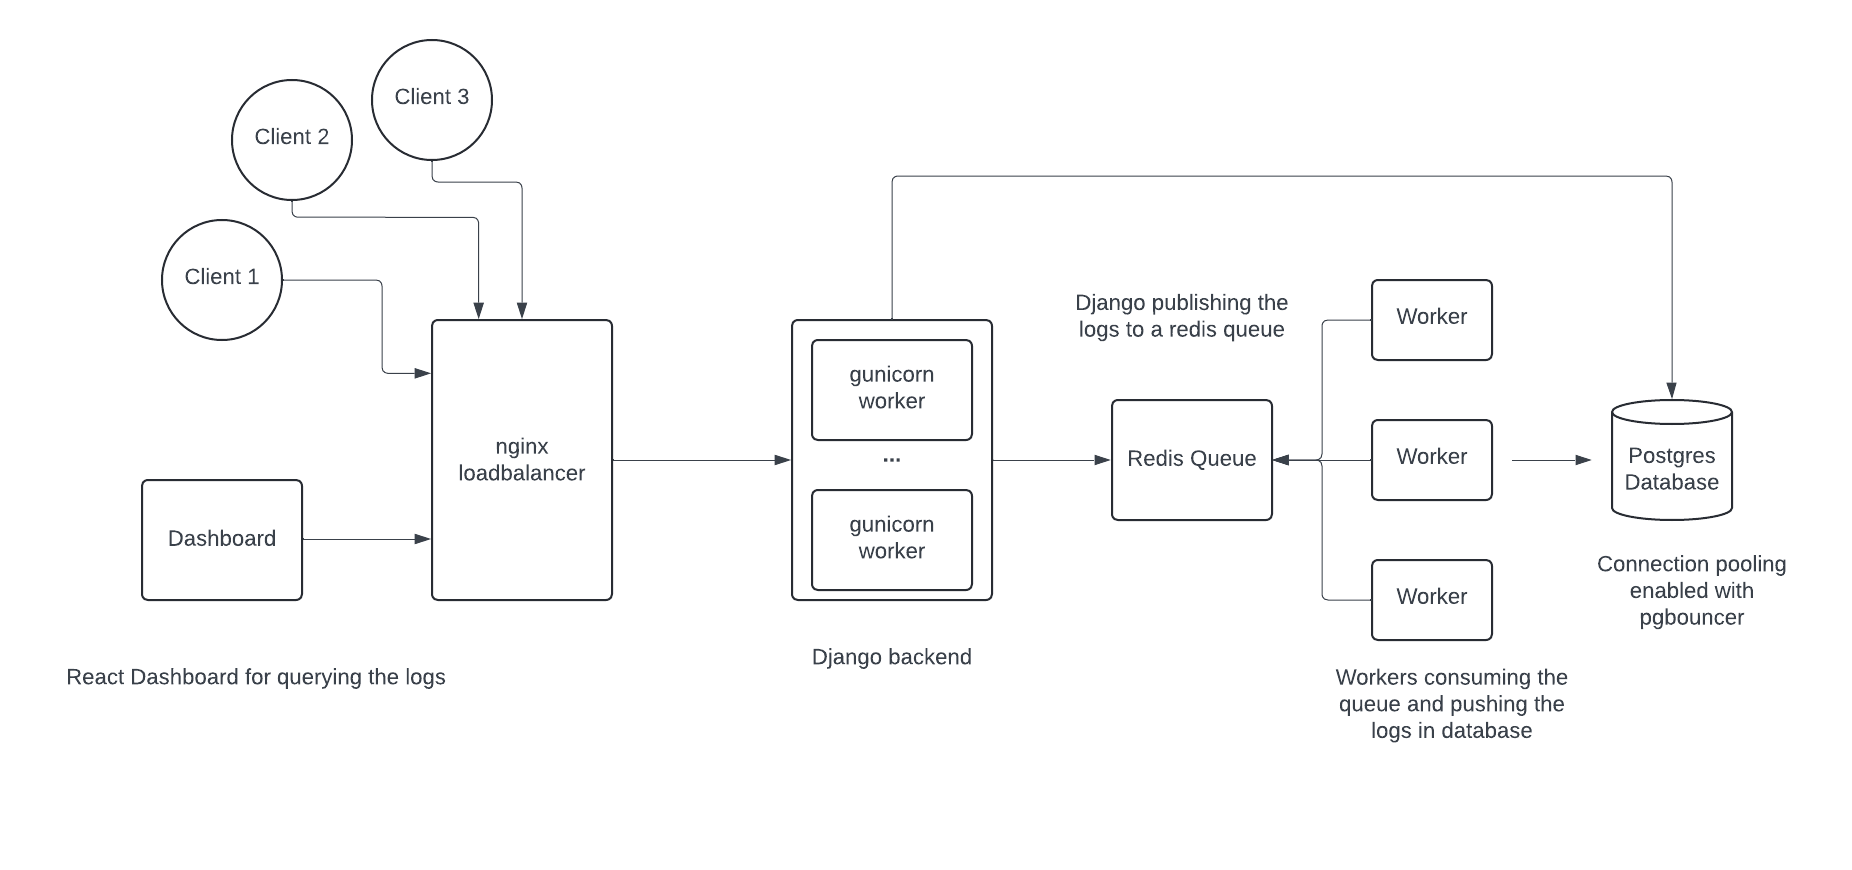 Client 3
Client 2
Client 1
Django publishing the
logs to a redis queue
Worker
gunicorn
worker
nginx
loadbalancer
...
Redis Queue
Worker
Postgres
Database
Dashboard
gunicorn
worker
Worker
Connection pooling
enabled with
pgbouncer
Django backend
React Dashboard for querying the logs
Workers consuming the
queue and pushing the
logs in database